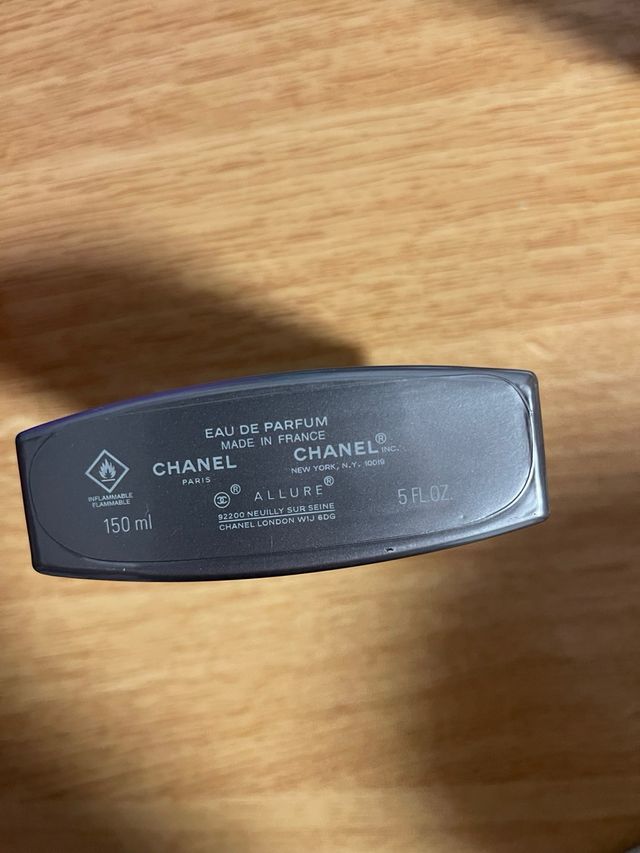 EAU DE PARFUM
MADE IN FRANCE
CHANEL
PARIS
CHANEL® INC.
NEW YORK, N.Y. 10019
INFLAMMABLE
FLAMMABLE
® ALLURE®
150 ml
92200 NEUILLY SUR SEINE
CHANEL LONDON W1J 6DG
5 FL.OZ